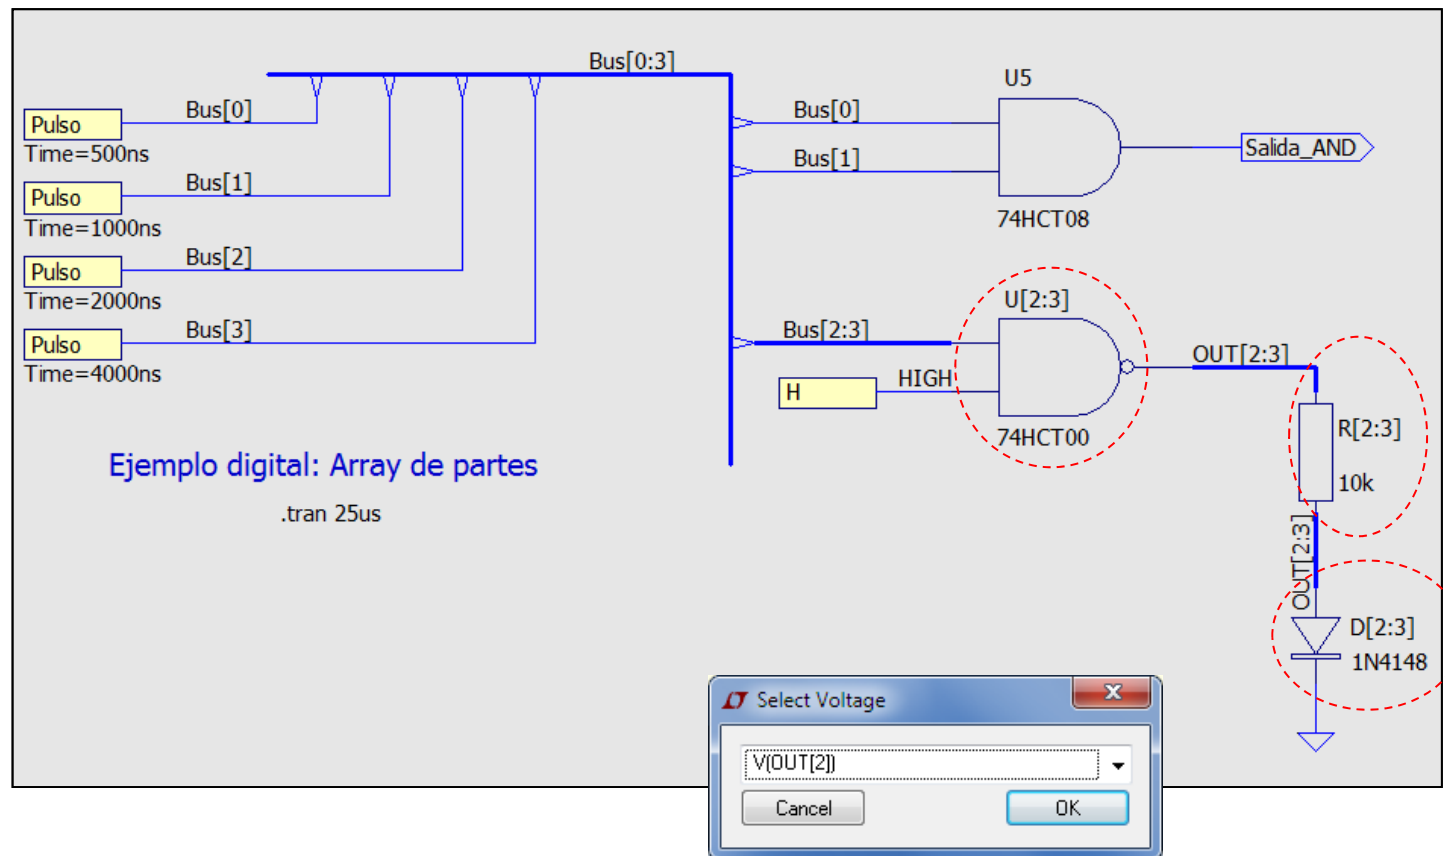 Bus[0:3]
U5
Bus[0]
Pulso
Time=500ns
Bus[0]
Salida_AND
Bus[1]
Bus[1]
Pulso
Time=1000ns
74HCT08
Bus[2]
Pulso
Time=2000ns
U[2:3]
Bus[3]
Pulso
Time=4000ns
Bus[2:3]
OUT[2:3]
H
HIGH
74HCT00
R[2:3]
10k
Ejemplo digital: Array de partes
.tran 25us
OUT[2:3]
D[2:3]
1N4148
Select Voltage
V(OUT[2])
Cancel
OK